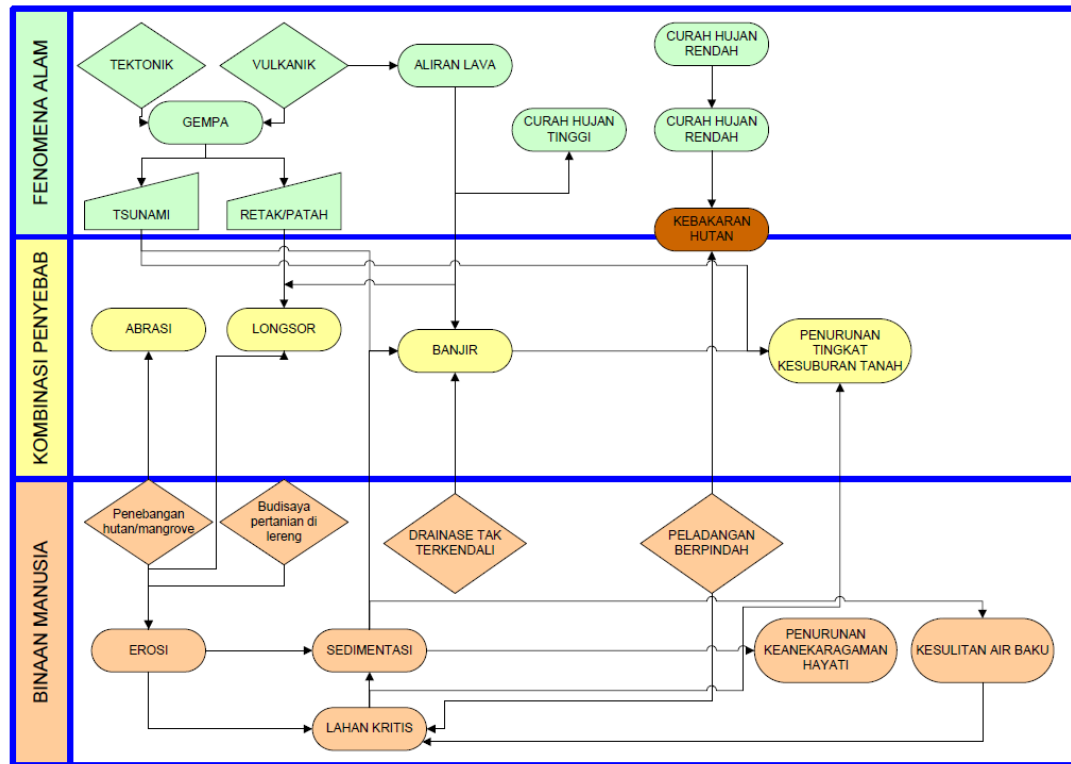 FENOMENA ALAM
TEKTONIK
VULKANIK
ALIRAN LAVA
CURAH HUJAN
RENDAH
GEMPA
CURAH HUJAN
TINGGI
CURAH HUJAN
RENDAH
TSUNAMI
RETAK/PATAH
KEBAKARAN
HUTAN
KOMBINASI PENYEBAB
ABRASI
LONGSOR
BANJIR
PENURUNAN
TINGKAT
KESUBURAN TANAH
BINAAN MANUSIA
Penebangan
hutan/mangrove
Budisaya
pertanian di
lereng
DRAINASE TAK
TERKENDALI
PELADANGAN
BERPINDAH
EROSI
SEDIMENTASI
PENURUNAN
KEANEKARAGAMAN
HAYATI
KESULITAN AIR BAKU
LAHAN KRITIS